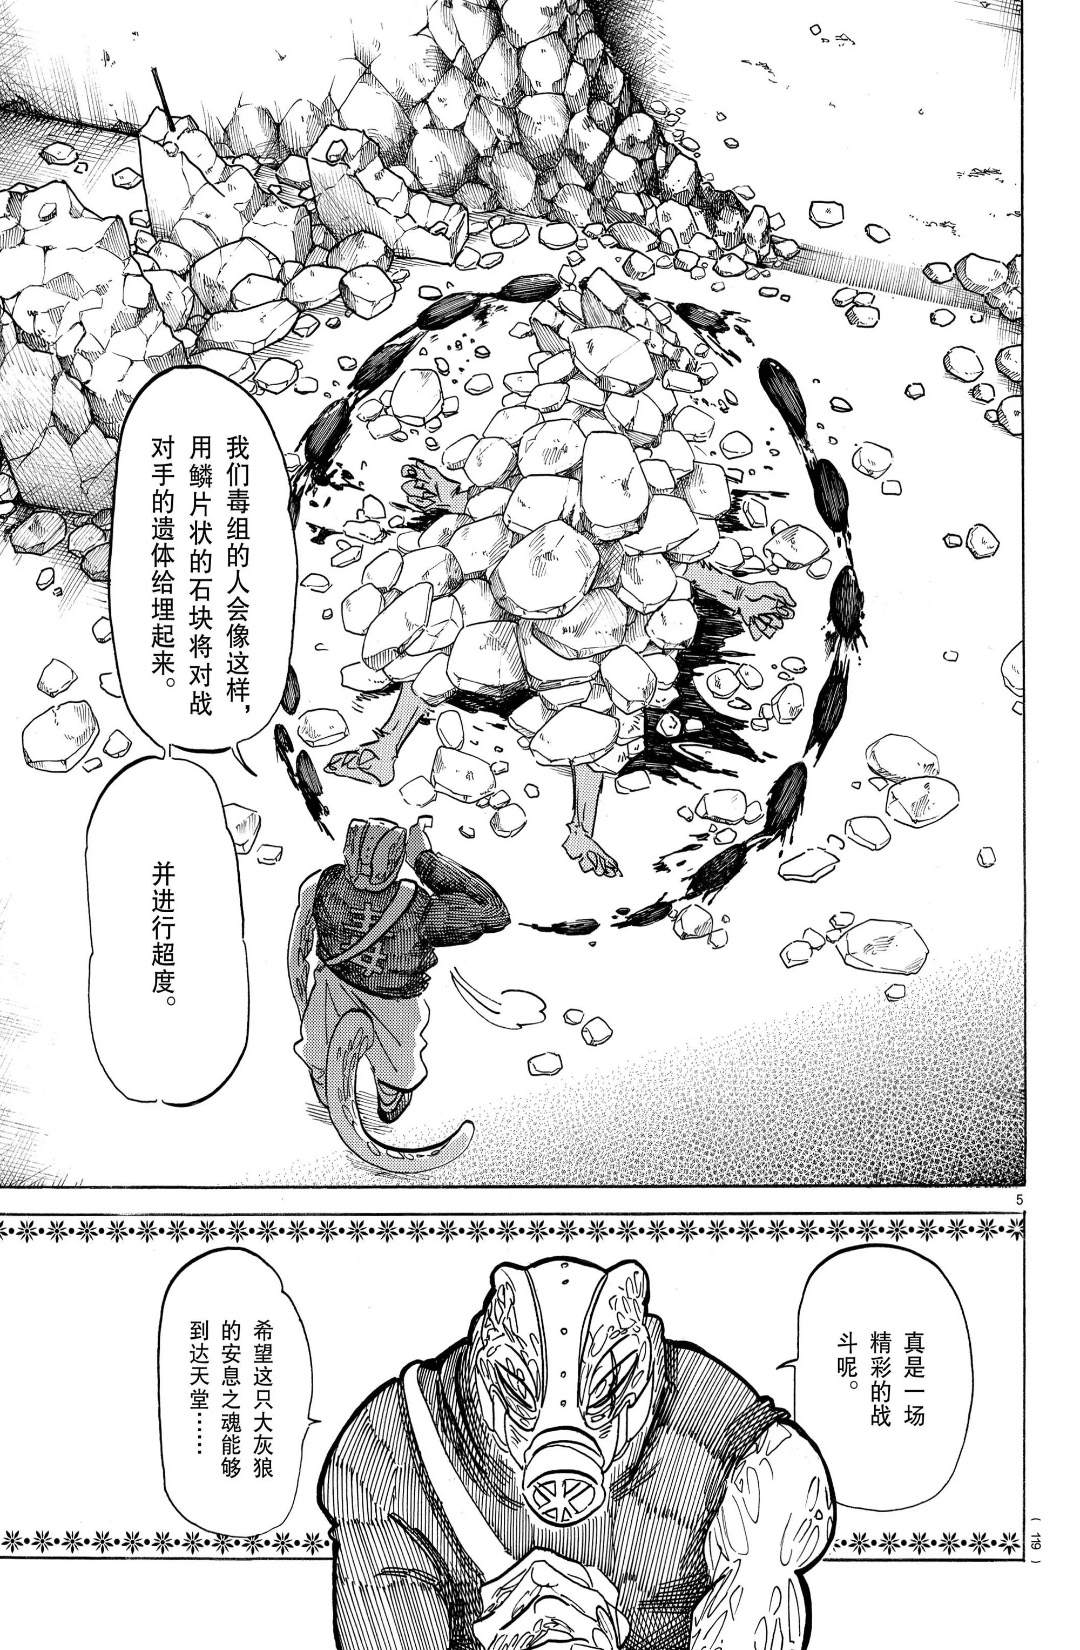 我们毒组的人会像这样，
用鳞片状的石块将对战
对手的遗体给埋起来。
并进行超度。
毒
5
真是一场
精彩的战
斗呢。
希望这只大灰狼
的安息之魂能够
到达天堂……
( 119 )